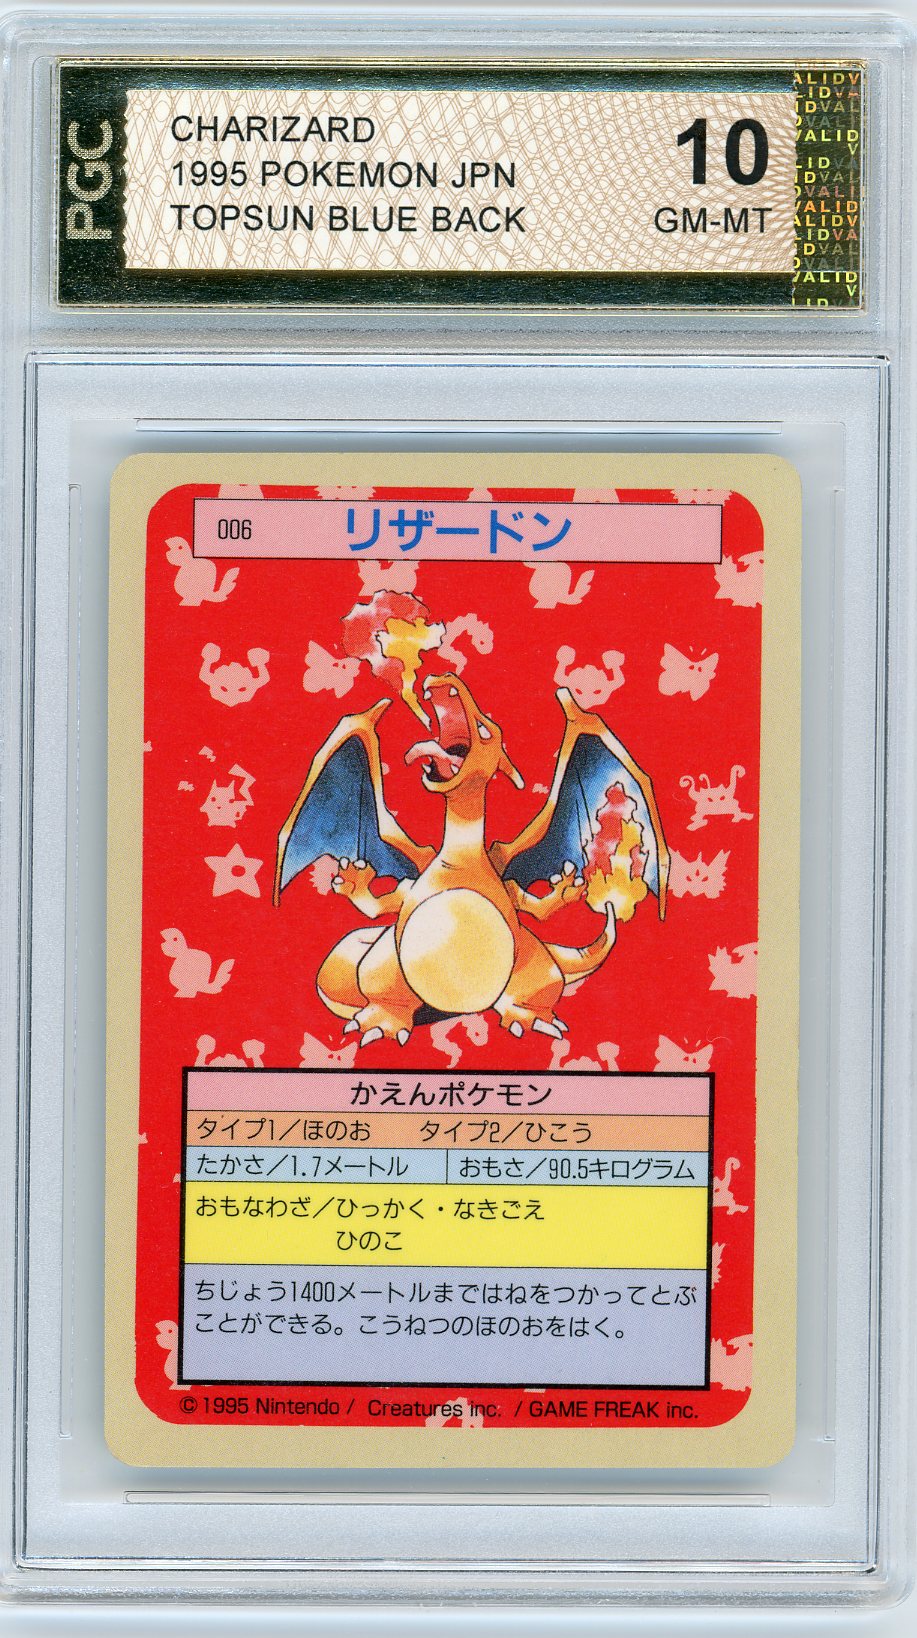 PGC
CHARIZARD
1995 POKEMON JPN
TOPSUN BLUE BACK
10
GM-MT
VALID
006 リザードン
かえんポケモン
タイプ1/ほのお タイプ2/ひこう
たかさ/1.7メートル おもさ/90.5キログラム
おもなわざ/ひっかく・なきごえ
ひのこ
ちじょう1400メートルまではねをつかってとぶ
ことができる。こうねつのほのおをはく。
©1995 Nintendo / Creatures inc. / GAME FREAK inc.